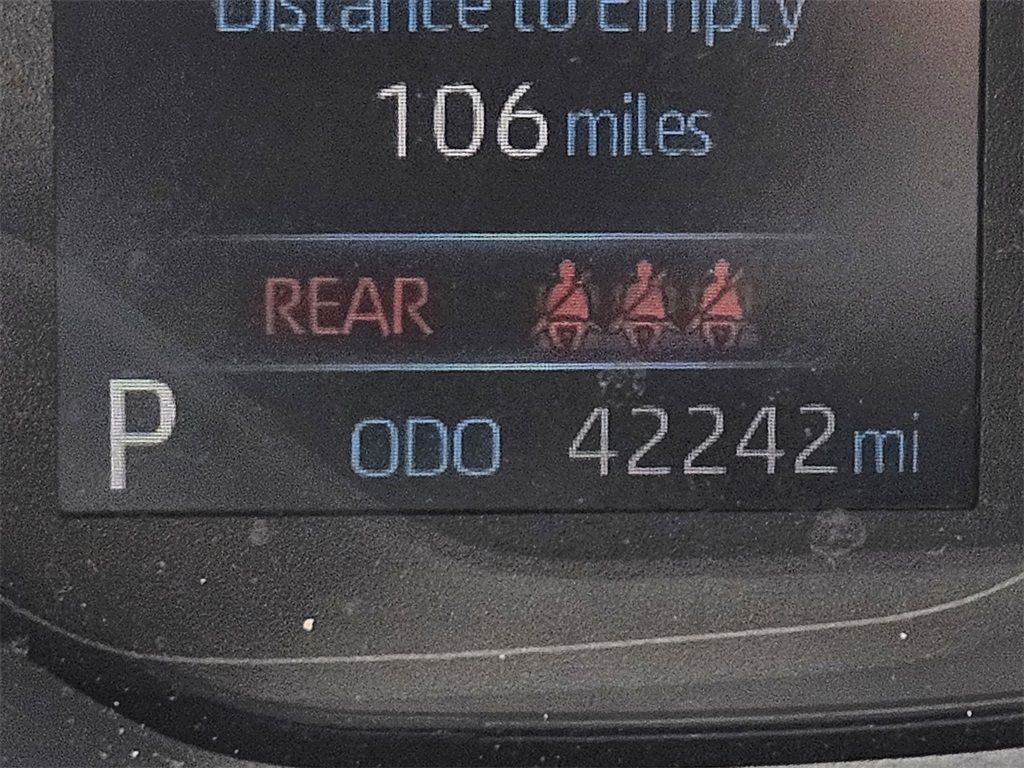 Distance to Empty
106 miles
REAR
P ODO 42242 mi